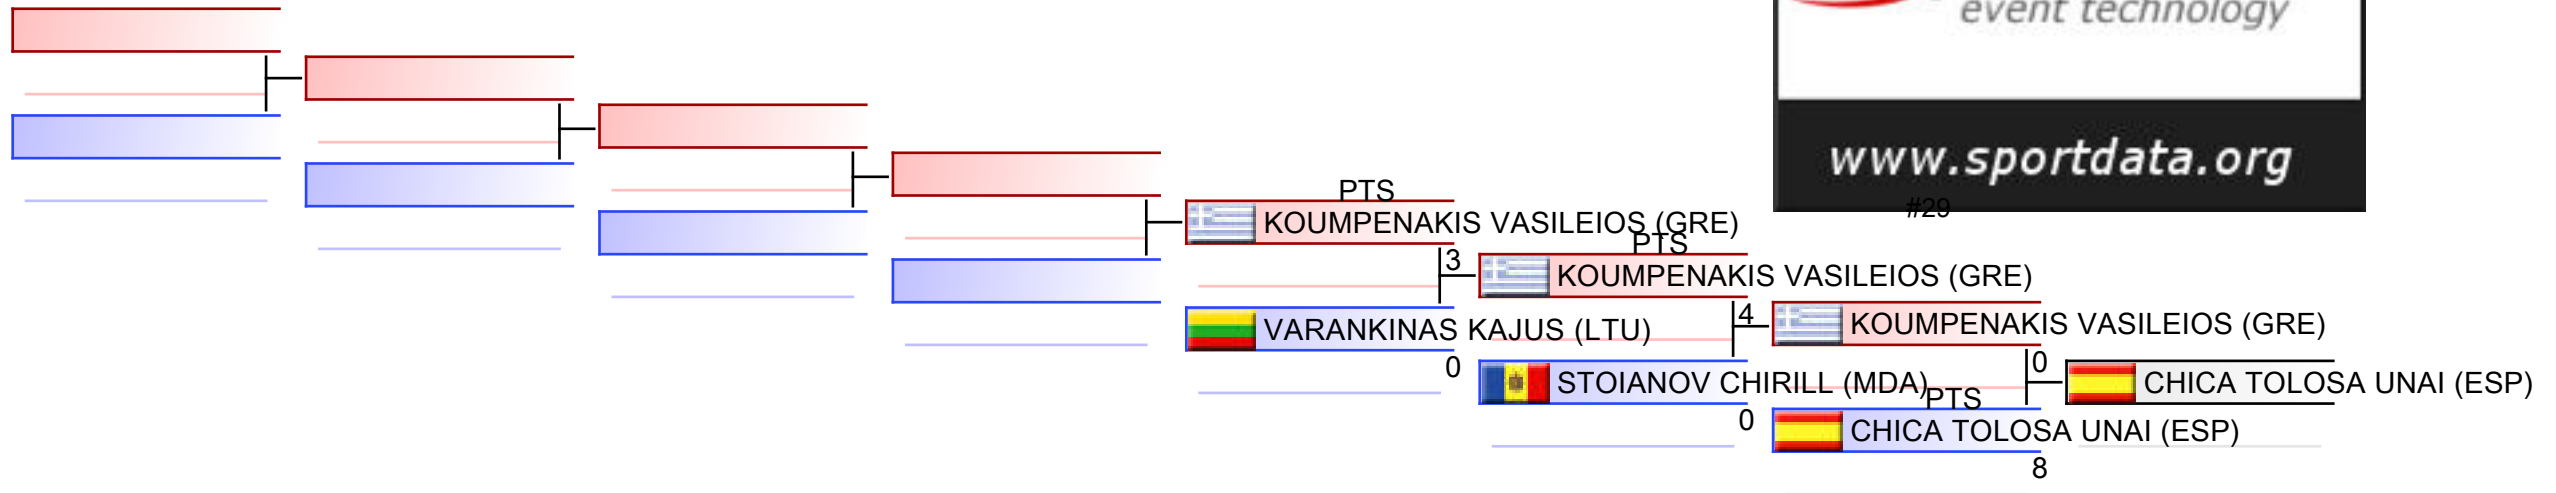 event technology
www.sportdata.org
#29
PTS
KOUMPENAKIS VASILEIOS (GRE)
3
VARANKINAS KAJUS (LTU)
0
PTS
KOUMPENAKIS VASILEIOS (GRE)
4
STOIANOV CHIRILL (MDA)
0
KOUMPENAKIS VASILEIOS (GRE)
0
PTS
CHICA TOLOSA UNAI (ESP)
8
CHICA TOLOSA UNAI (ESP)